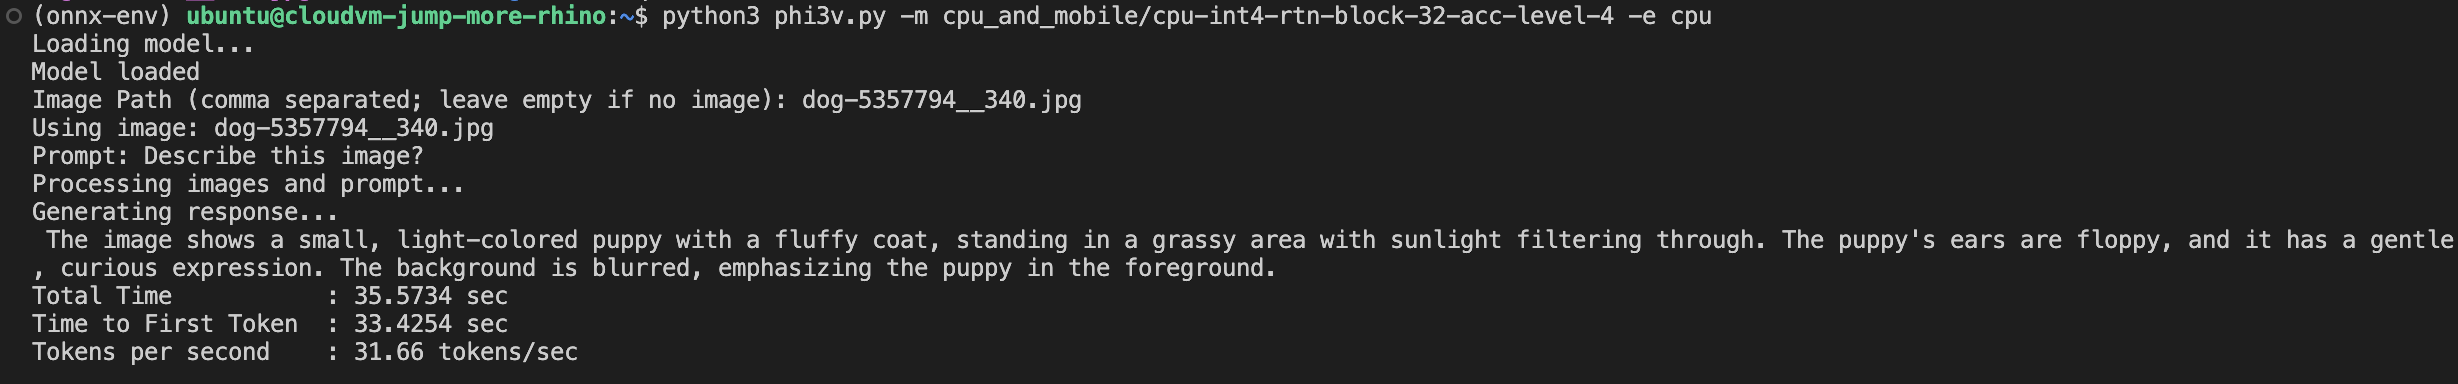 (onnx-env) ubuntu@cloudvm-jump-more-rhino:~$ python3 phi3v.py -m cpu_and_mobile/cpu-int4-rtn-block-32-acc-level-4 -e cpu
Loading model...
Model loaded
Image Path (comma separated; leave empty if no image): dog-5357794__340.jpg
Using image: dog-5357794__340.jpg
Prompt: Describe this image?
Processing images and prompt...
Generating response...
 The image shows a small, light-colored puppy with a fluffy coat, standing in a grassy area with sunlight filtering through. The puppy's ears are floppy, and it has a gentle
, curious expression. The background is blurred, emphasizing the puppy in the foreground.
Total Time           : 35.5734 sec
Time to First Token  : 33.4254 sec
Tokens per second    : 31.66 tokens/sec